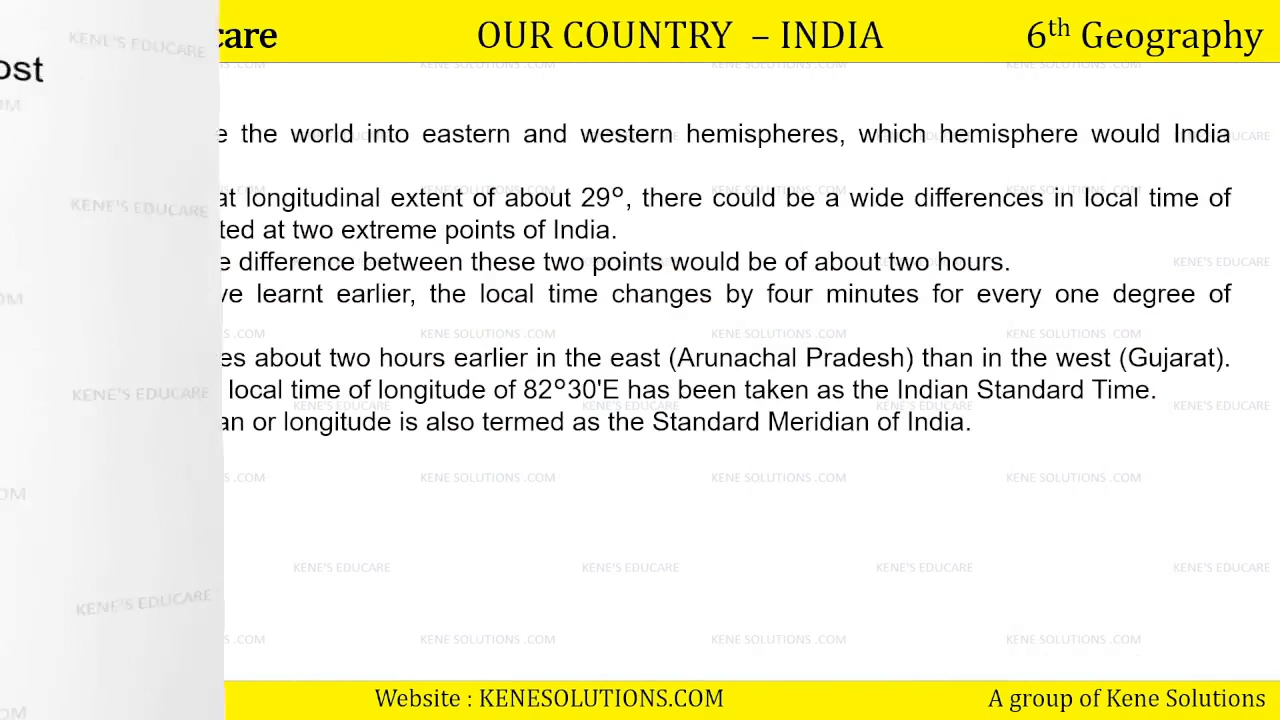 care OUR COUNTRY – INDIA 6th Geography
ost
e the world into eastern and western hemispheres, which hemisphere would India
at longitudinal extent of about 29°, there could be a wide differences in local time of
ted at two extreme points of India.
e difference between these two points would be of about two hours.
ve learnt earlier, the local time changes by four minutes for every one degree of
es about two hours earlier in the east (Arunachal Pradesh) than in the west (Gujarat).
local time of longitude of 82°30'E has been taken as the Indian Standard Time.
an or longitude is also termed as the Standard Meridian of India.
KENE'S EDUCARE
KENE SOLUTIONS .COM
Website : KENESOLUTIONS.COM A group of Kene Solutions